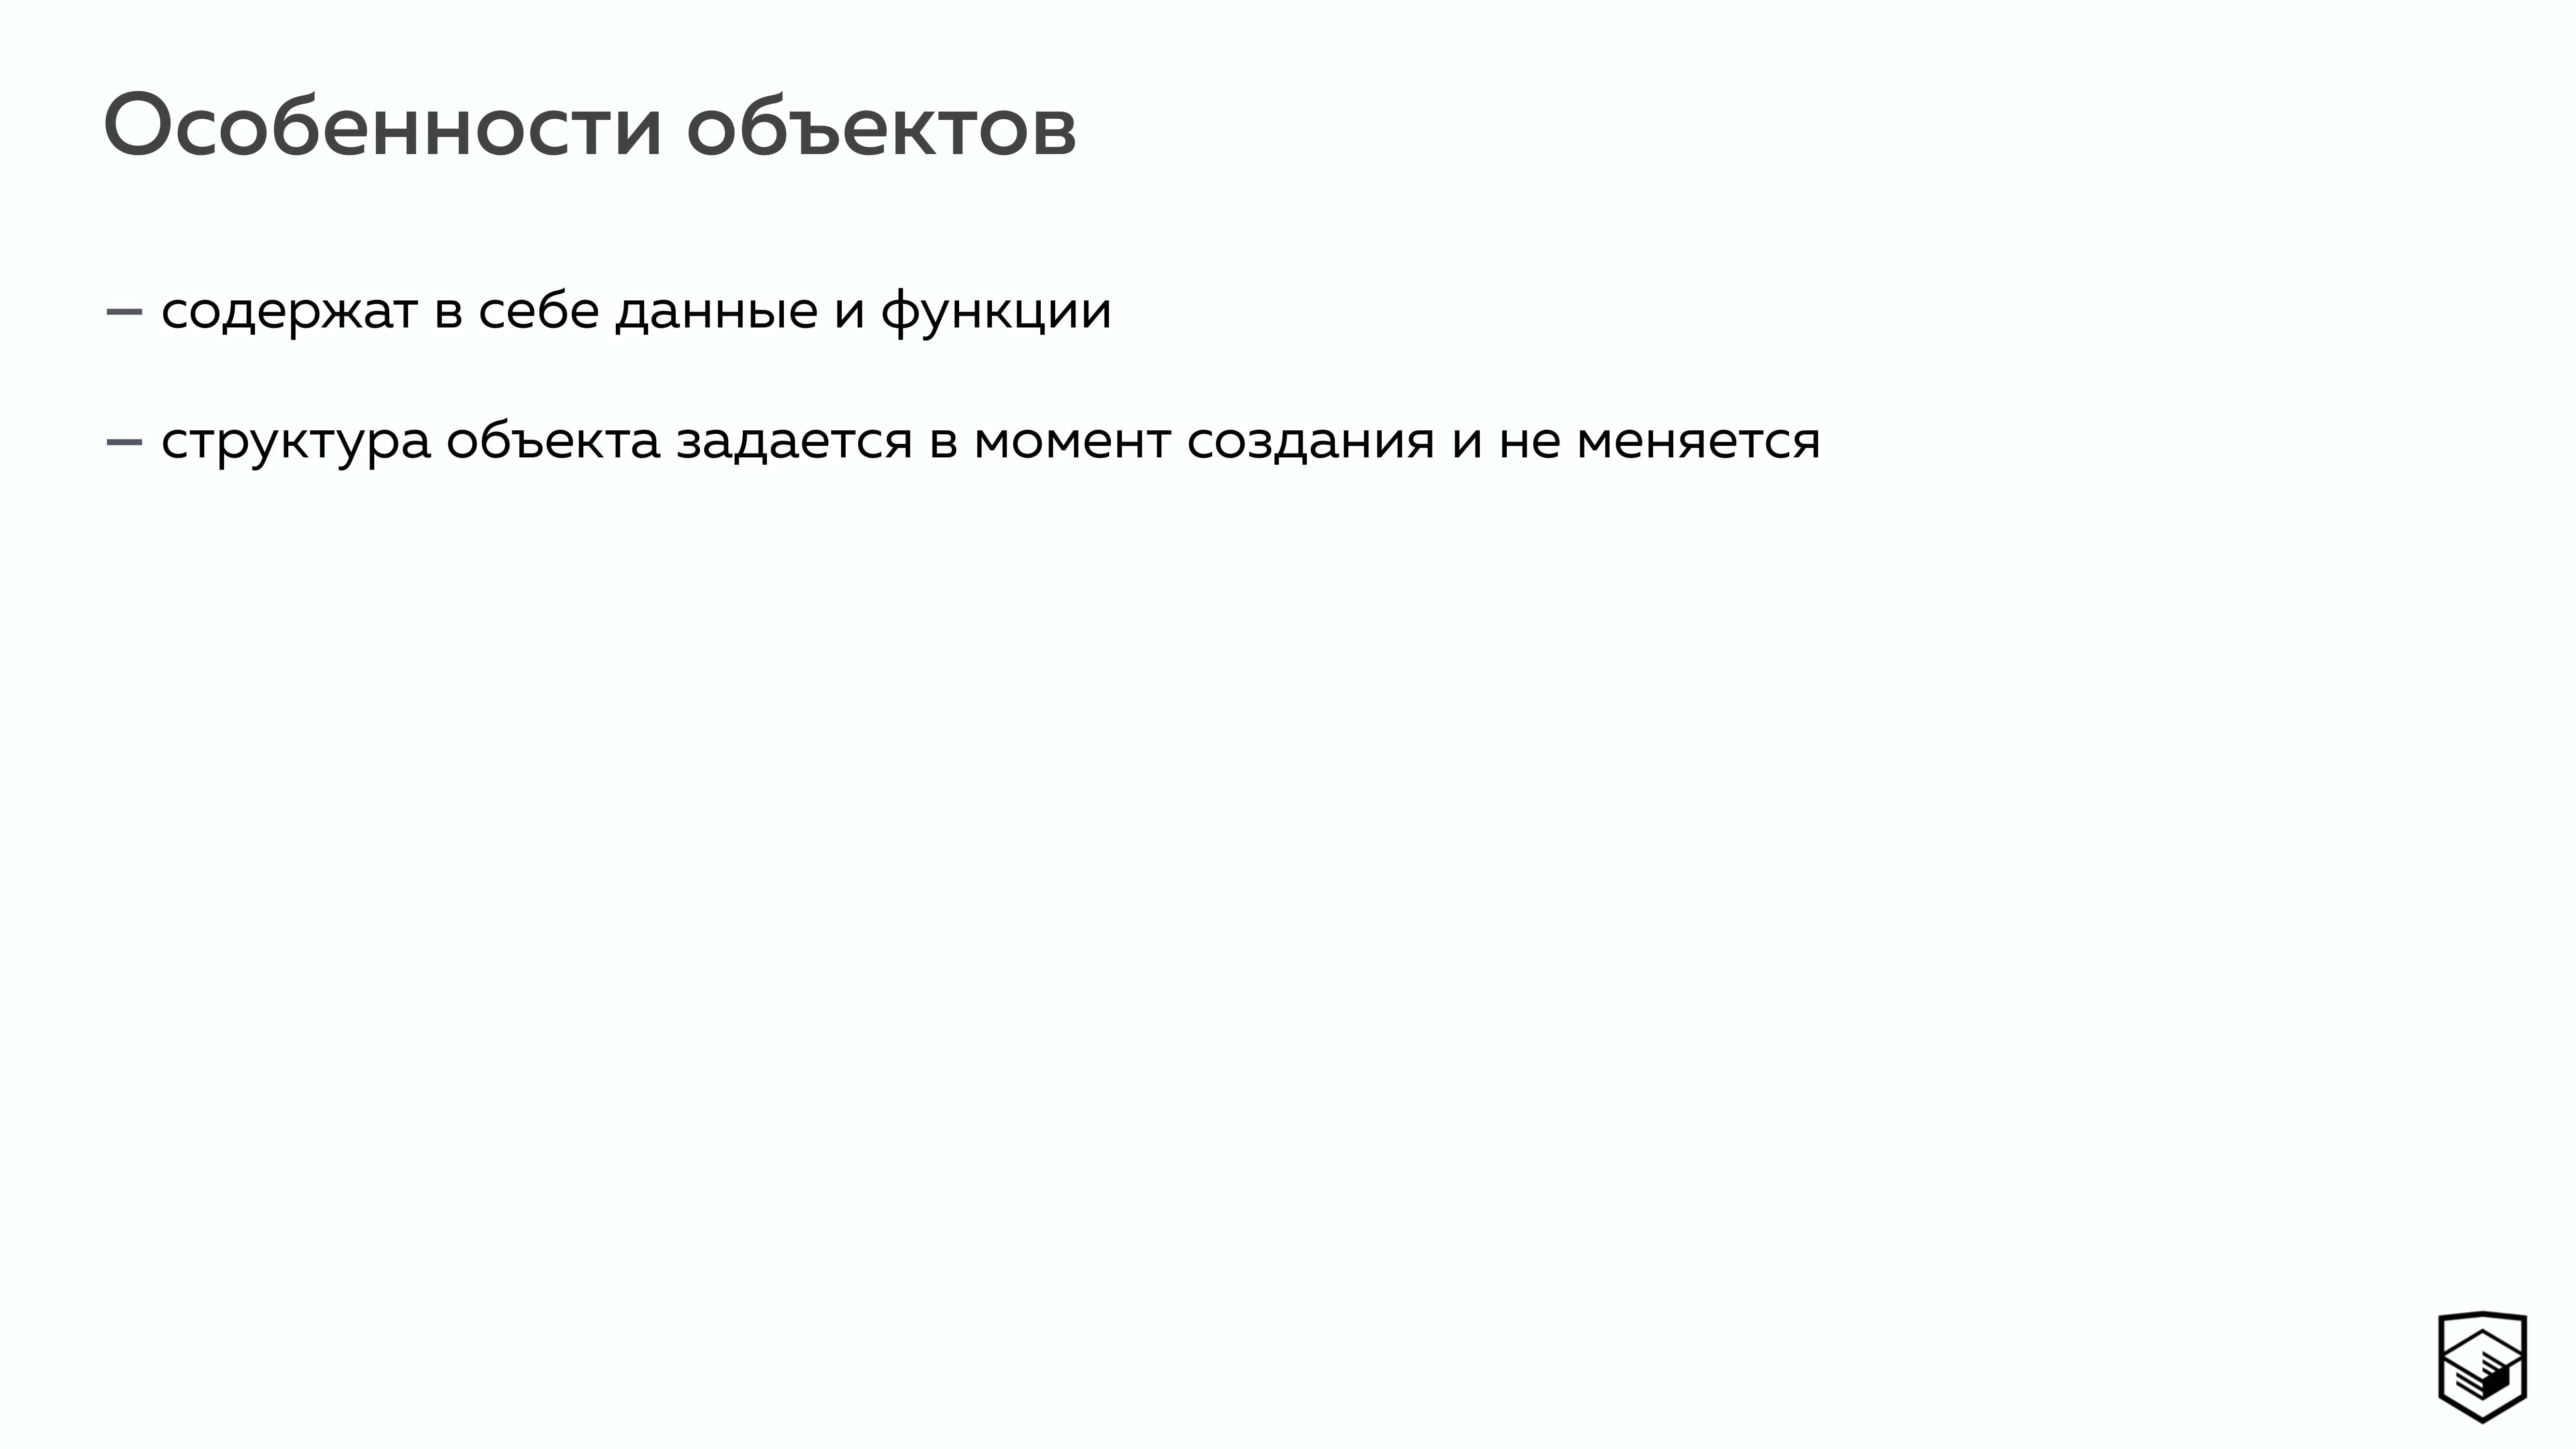 Особенности объектов
— содержат в себе данные и функции
— структура объекта задается в момент создания и не меняется